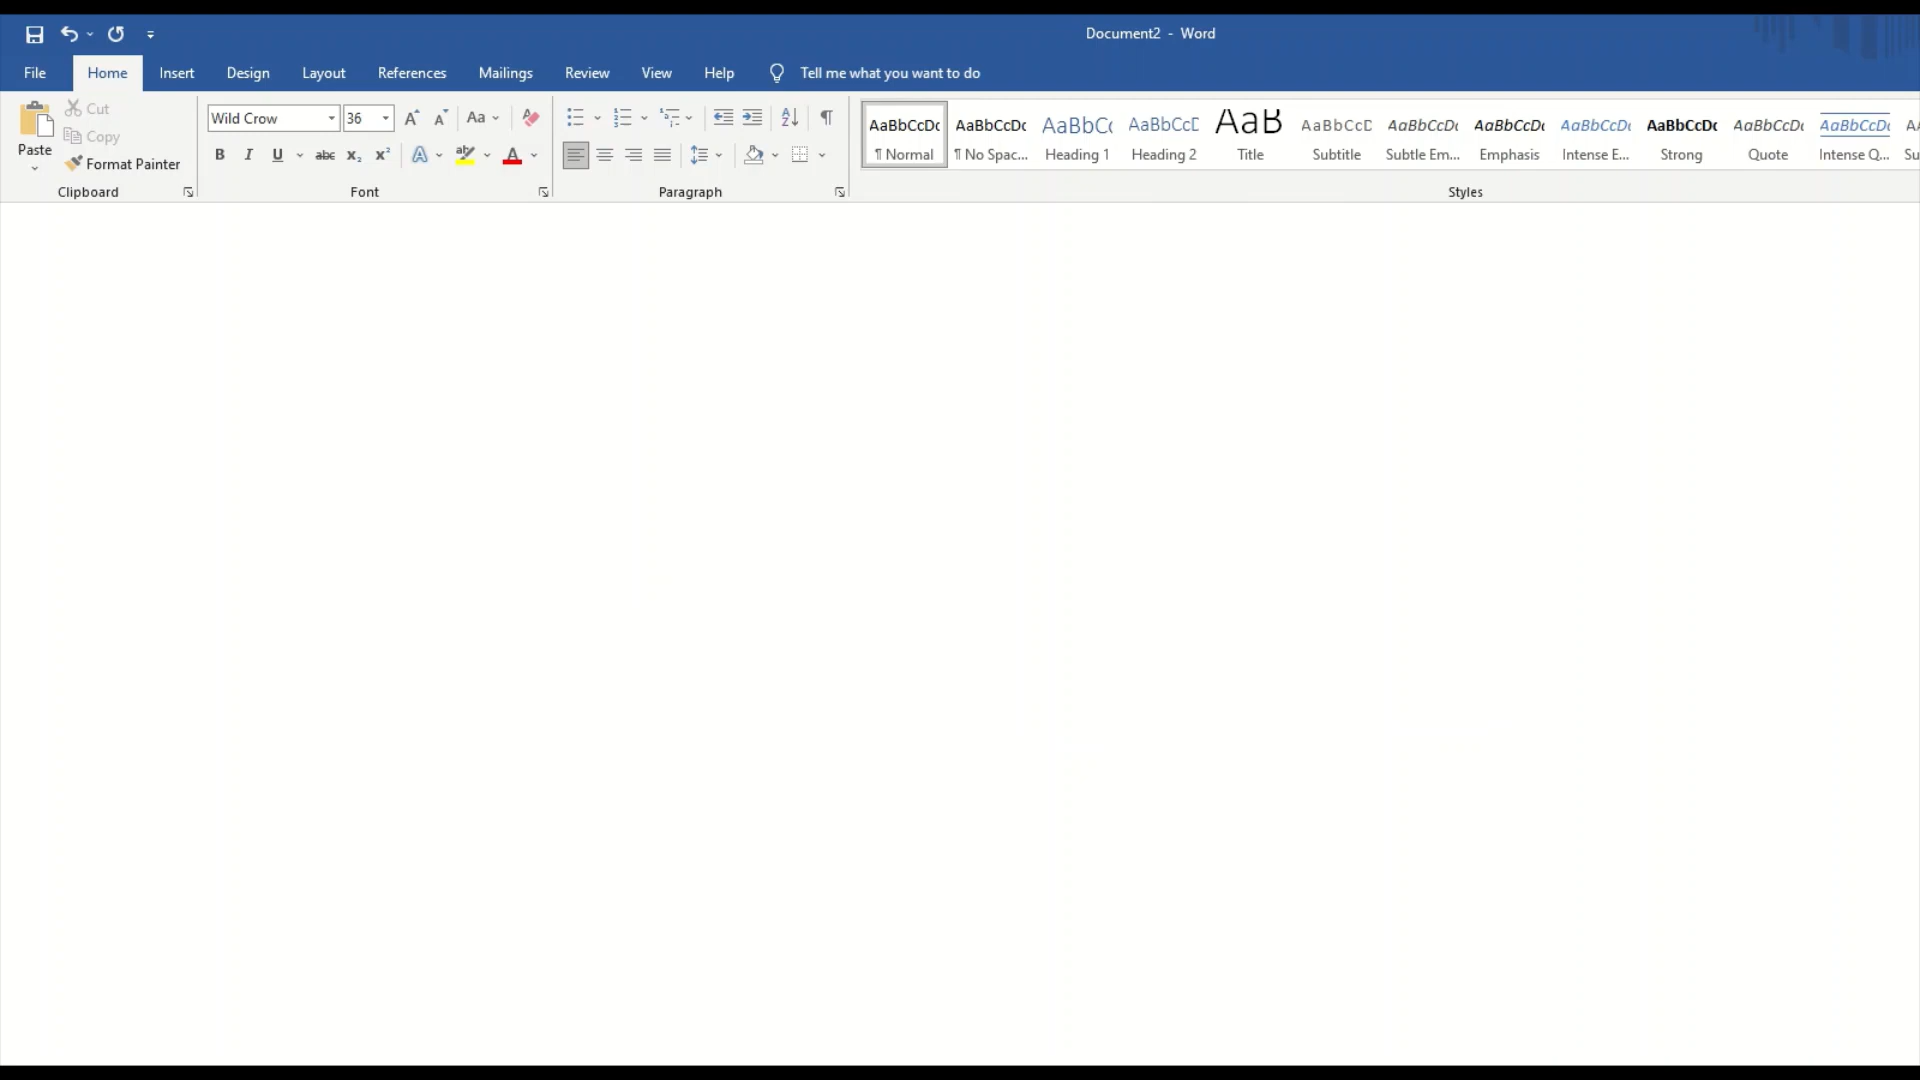 Document2 - Word
File Home Insert Design Layout References Mailings Review View Help Tell me what you want to do
Paste
Cut
Copy
Format Painter
Clipboard
Wild Crow 36 Aa
B I U abc x₂ x² A aby A
Font
A Z
Paragraph
AaBbCcDc AaBbCcDc AaBbCc AaBbCcD AaB AaBbCcD AaBbCcDc AaBbCcDc AaBbCcDc AaBbCcDc AaBbCcDc AaBbCcDc
¶ Normal ¶ No Spac... Heading 1 Heading 2 Title Subtitle Subtle Em... Emphasis Intense E... Strong Quote Intense Q... Su
Styles